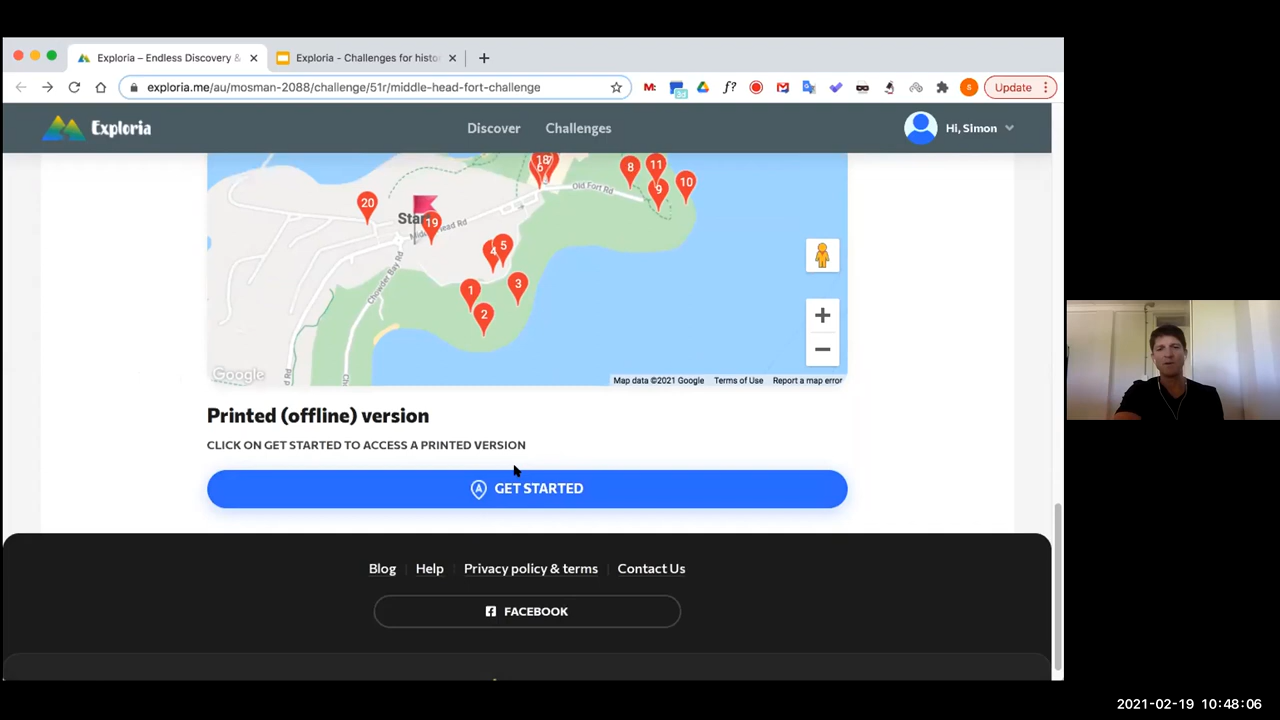 Exploria – Endless Discovery &
Exploria - Challenges for histo
exploria.me/au/mosman-2088/challenge/51r/middle-head-fort-challenge
Update
Exploria
Discover
Challenges
Hi, Simon
18
7
6
8
11
10
9
Old Fort Rd
20
Start
19
Middle Head Rd
4
5
Chowder Bay Rd
1
3
2
Google
Map data ©2021 Google
Terms of Use
Report a map error
Printed (offline) version
CLICK ON GET STARTED TO ACCESS A PRINTED VERSION
GET STARTED
Blog
Help
Privacy policy & terms
Contact Us
FACEBOOK
2021-02-19 10:48:06